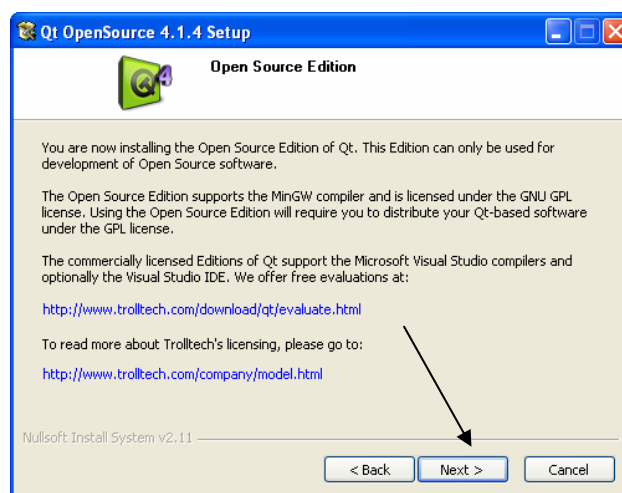 Qt OpenSource 4.1.4 Setup
4
Open Source Edition
You are now installing the Open Source Edition of Qt. This Edition can only be used for
development of Open Source software.
The Open Source Edition supports the MinGW compiler and is licensed under the GNU GPL
license. Using the Open Source Edition will require you to distribute your Qt-based software
under the GPL license.
The commercially licensed Editions of Qt support the Microsoft Visual Studio compilers and
optionally the Visual Studio IDE. We offer free evaluations at:
http://www.trolltech.com/download/qt/evaluate.html
To read more about Trolltech's licensing, please go to:
http://www.trolltech.com/company/model.html
Nullsoft Install System v2.11
< Back Next > Cancel